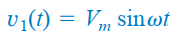 v₁(t) = Vₘ sinωt